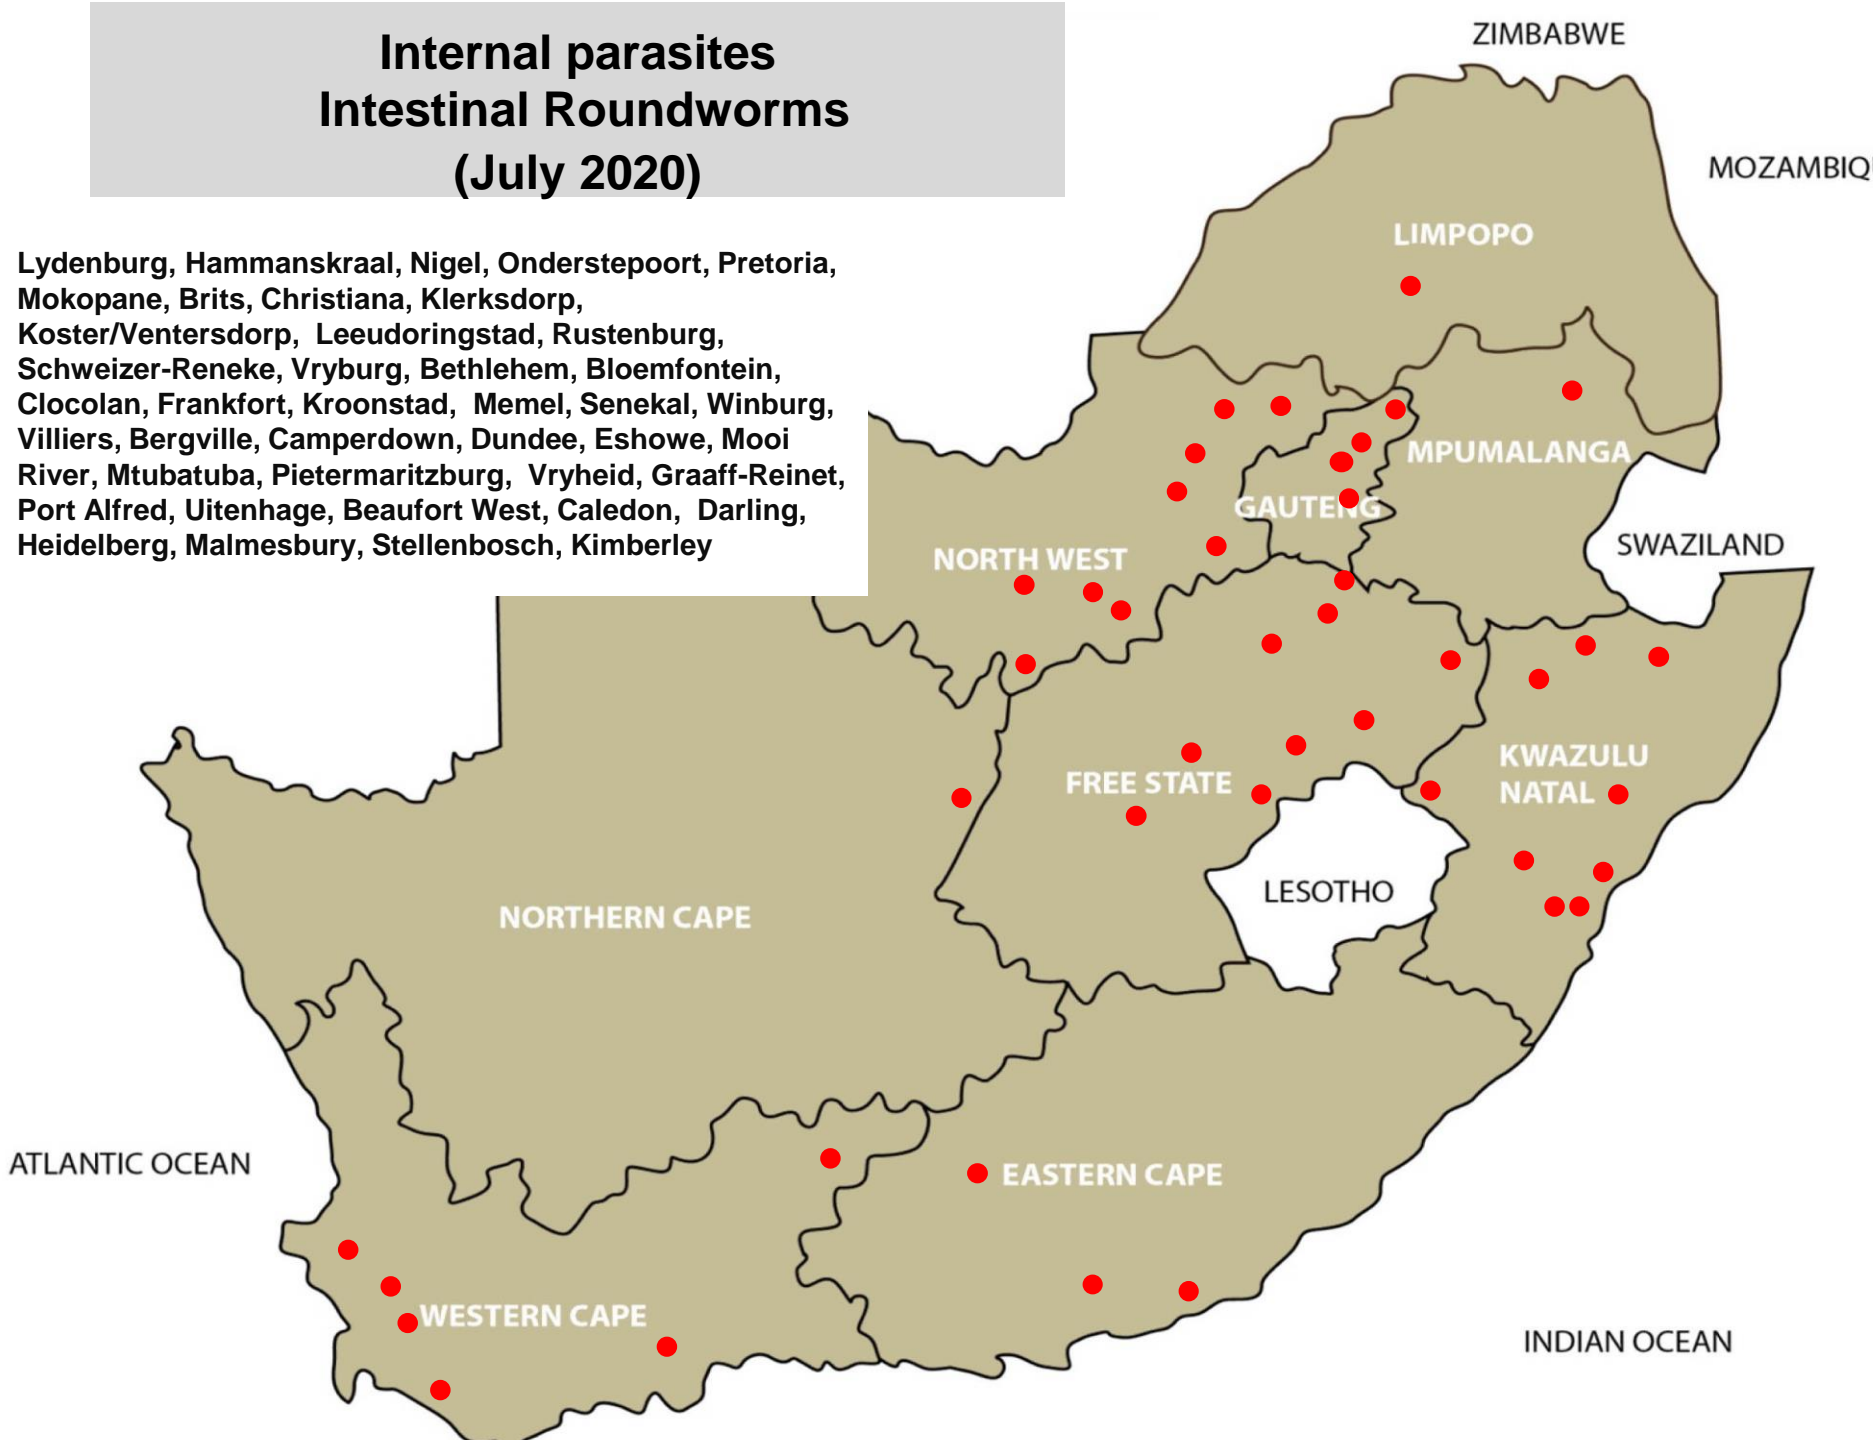 Internal parasites
Intestinal Roundworms
(July 2020)
Lydenburg, Hammanskraal, Nigel, Onderstepoort, Pretoria,
Mokopane, Brits, Christiana, Klerksdorp,
Koster/Ventersdorp, Leeudoringstad, Rustenburg,
Schweizer-Reneke, Vryburg, Bethlehem, Bloemfontein,
Clocolan, Frankfort, Kroonstad, Memel, Senekal, Winburg,
Villiers, Bergville, Camperdown, Dundee, Eshowe, Mooi
River, Mtubatuba, Pietermaritzburg, Vryheid, Graaff-Reinet,
Port Alfred, Uitenhage, Beaufort West, Caledon, Darling,
Heidelberg, Malmesbury, Stellenbosch, Kimberley
ZIMBABWE
MOZAMBIQ
LIMPOPO
MPUMALANGA
GAUTENG
SWAZILAND
NORTH WEST
KWAZULU
NATAL
FREE STATE
LESOTHO
NORTHERN CAPE
ATLANTIC OCEAN
EASTERN CAPE
WESTERN CAPE
INDIAN OCEAN